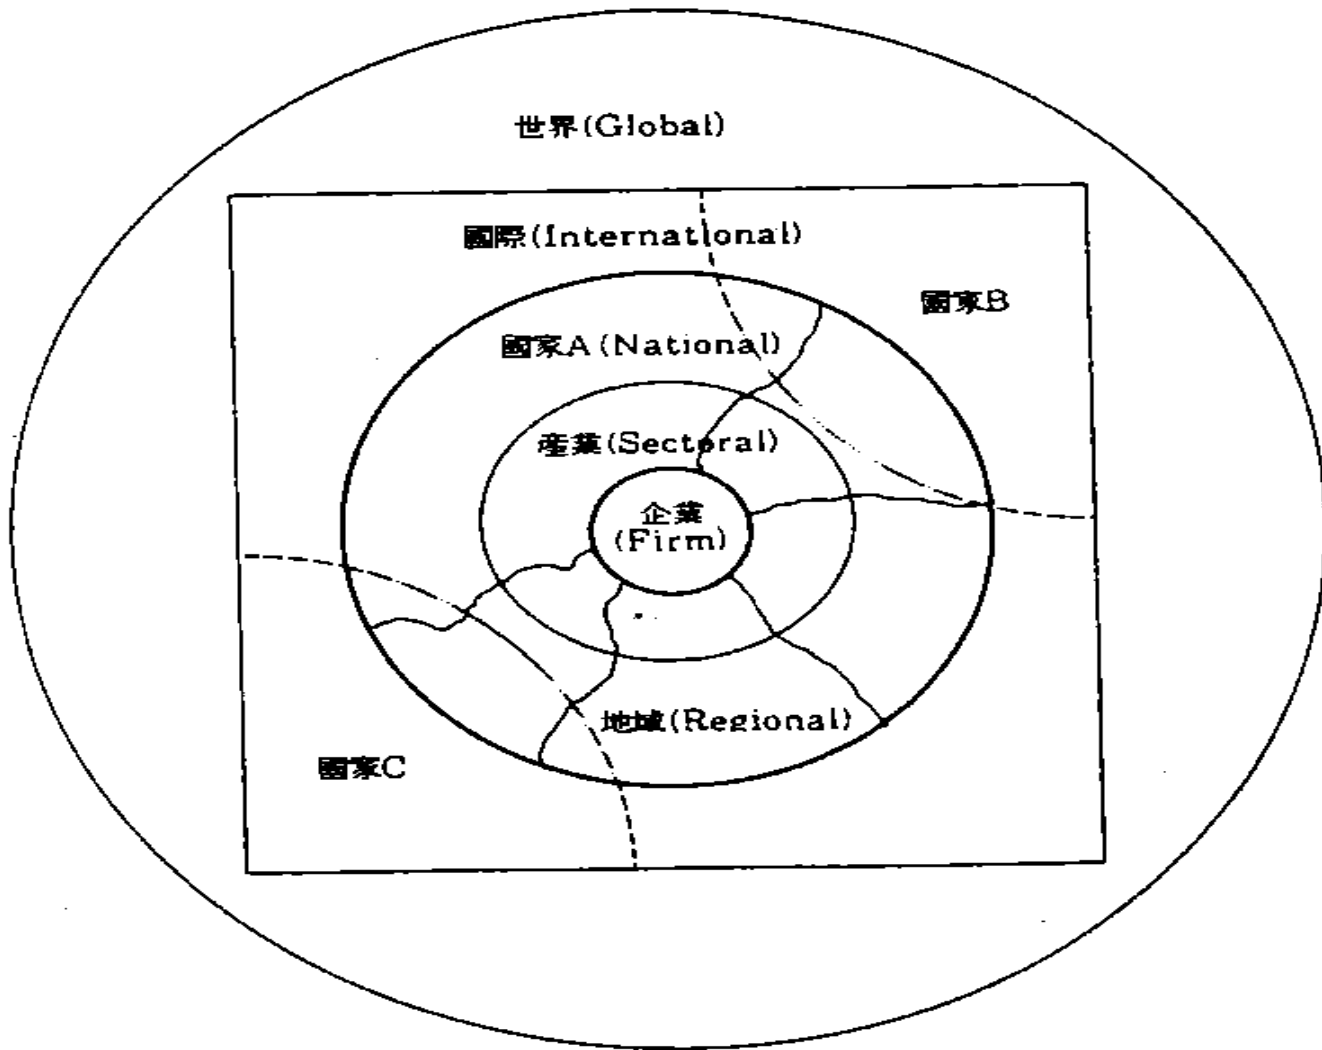 世界(Global)
國際(International)
國家B
國家A(National)
産業(Sectoral)
企業
(Firm)
地域(Regional)
國家C